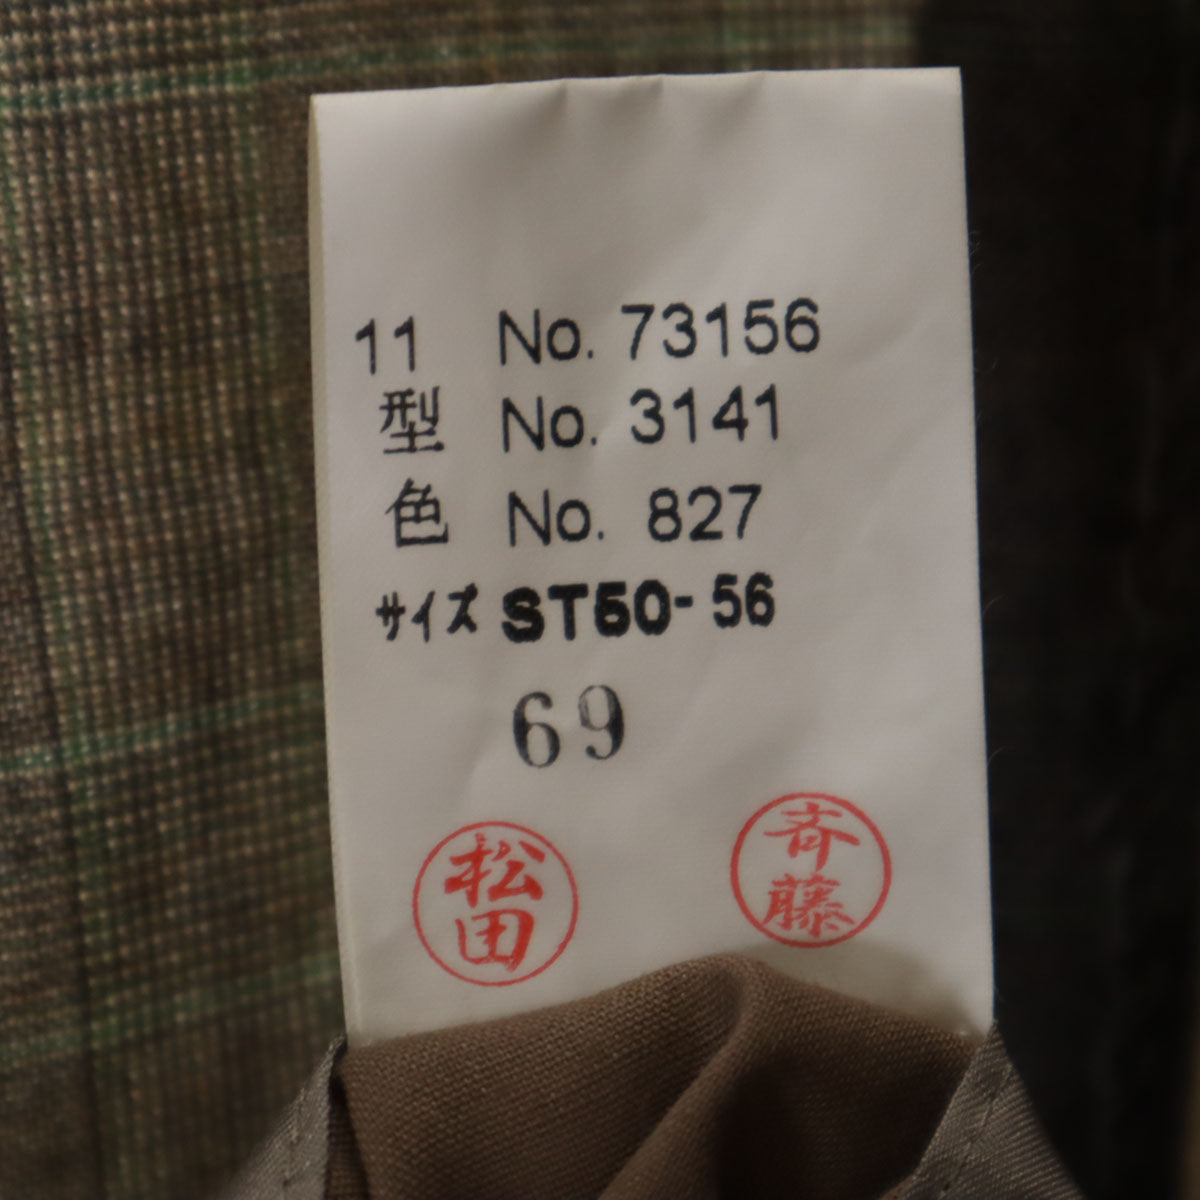 11 No. 73156
型 No. 3141
色 No. 827
サイズ ST50-56
69
松田
斉藤